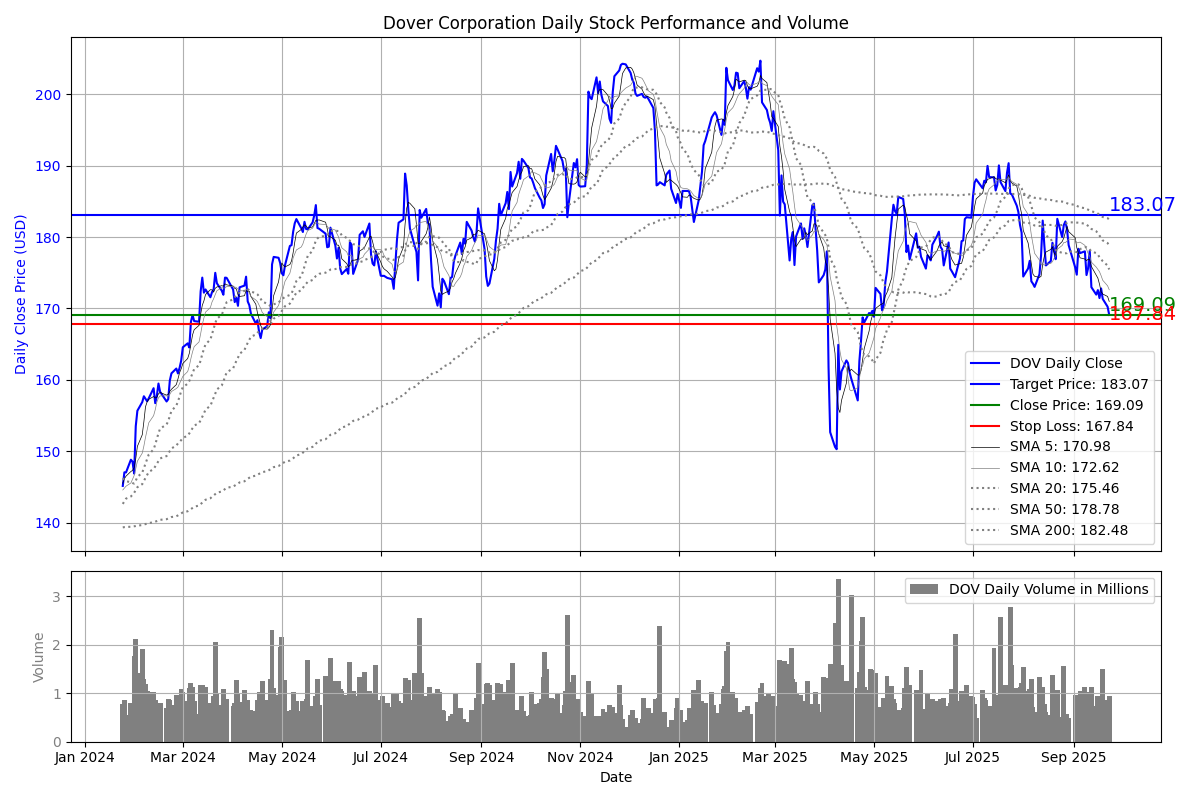 Dover Corporation Daily Stock Performance and Volume
Daily Close Price (USD)
200
190
180
170
160
150
140
183.07
169.09
167.84
DOV Daily Close
Target Price: 183.07
Close Price: 169.09
Stop Loss: 167.84
SMA 5: 170.98
SMA 10: 172.62
SMA 20: 175.46
SMA 50: 178.78
SMA 200: 182.48
Volume
3
2
1
0
DOV Daily Volume in Millions
Jan 2024 Mar 2024 May 2024 Jul 2024 Sep 2024 Nov 2024 Jan 2025 Mar 2025 May 2025 Jul 2025 Sep 2025
Date